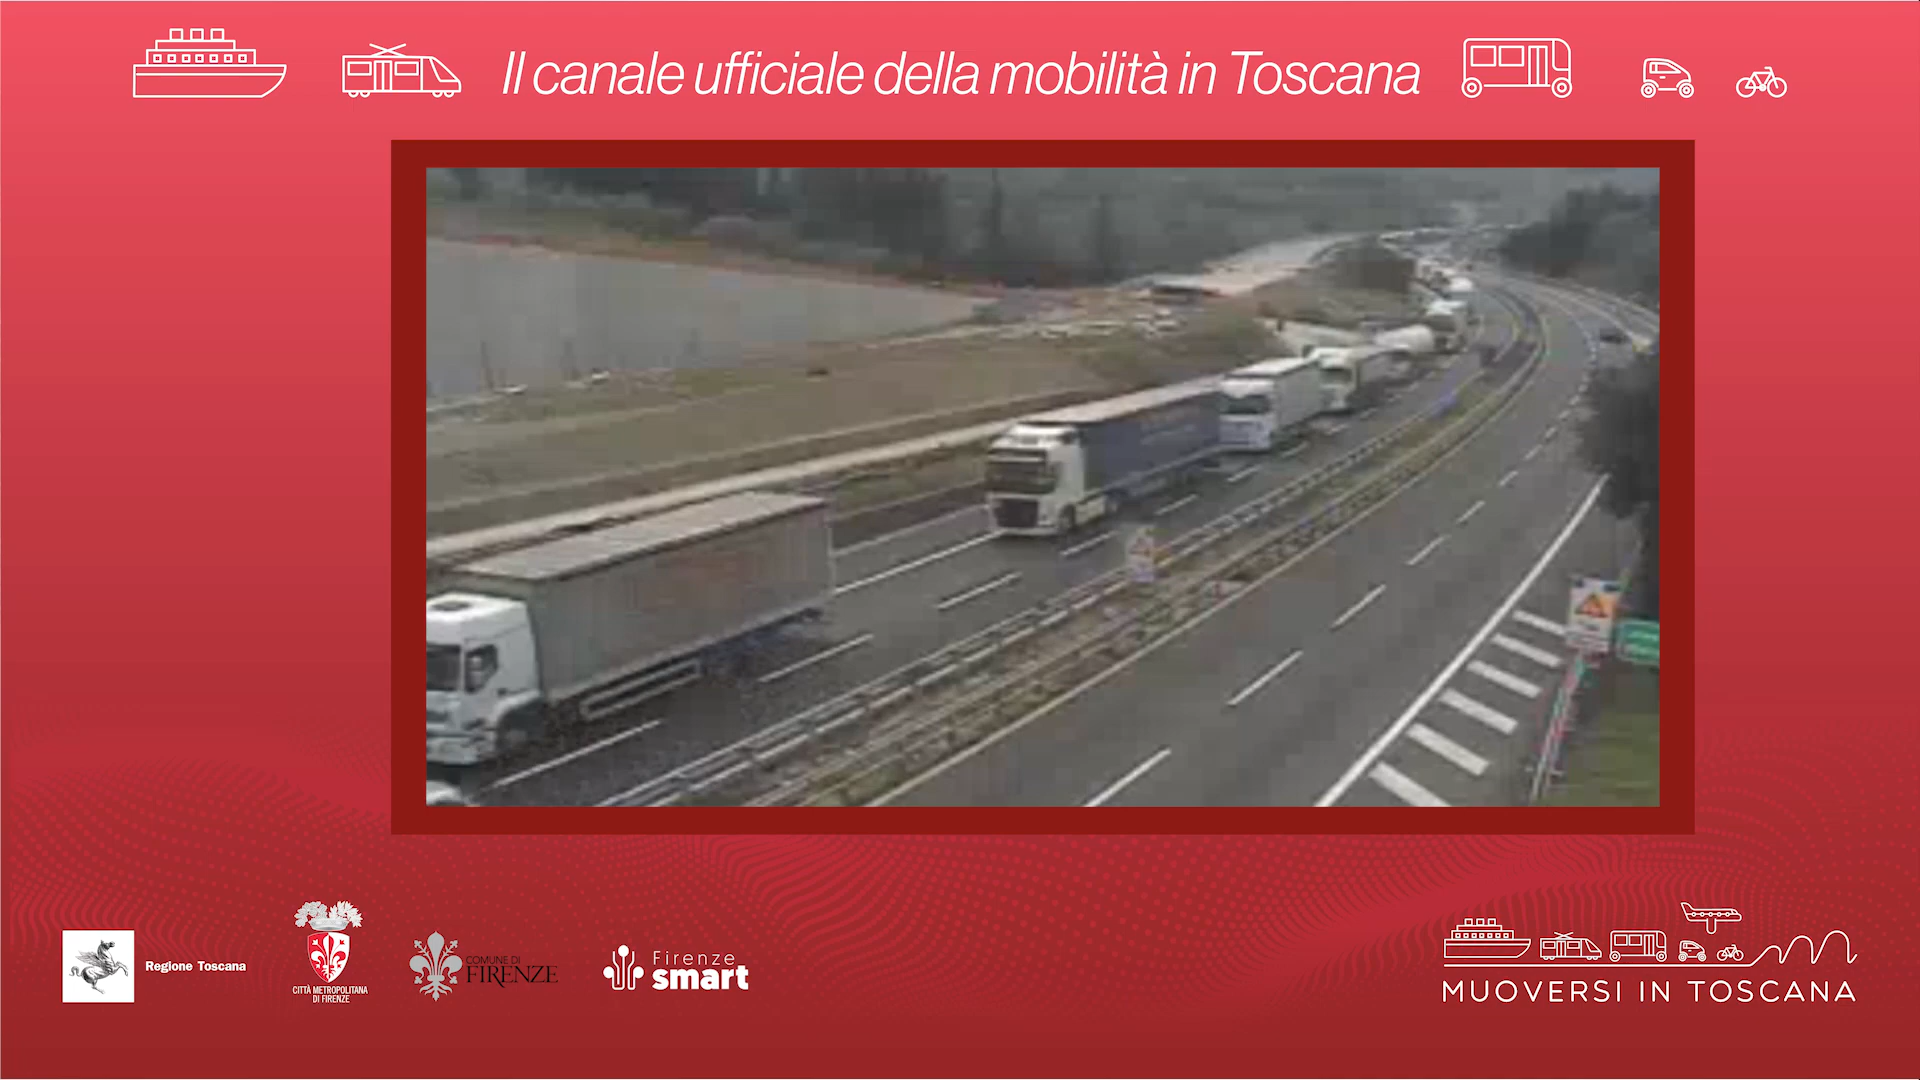 Il canale ufficiale della mobilità in Toscana
Regione Toscana
CITTÀ METROPOLITANA
DI FIRENZE
COMUNE DI
FIRENZE
Firenze
smart
MUOVERSI IN TOSCANA